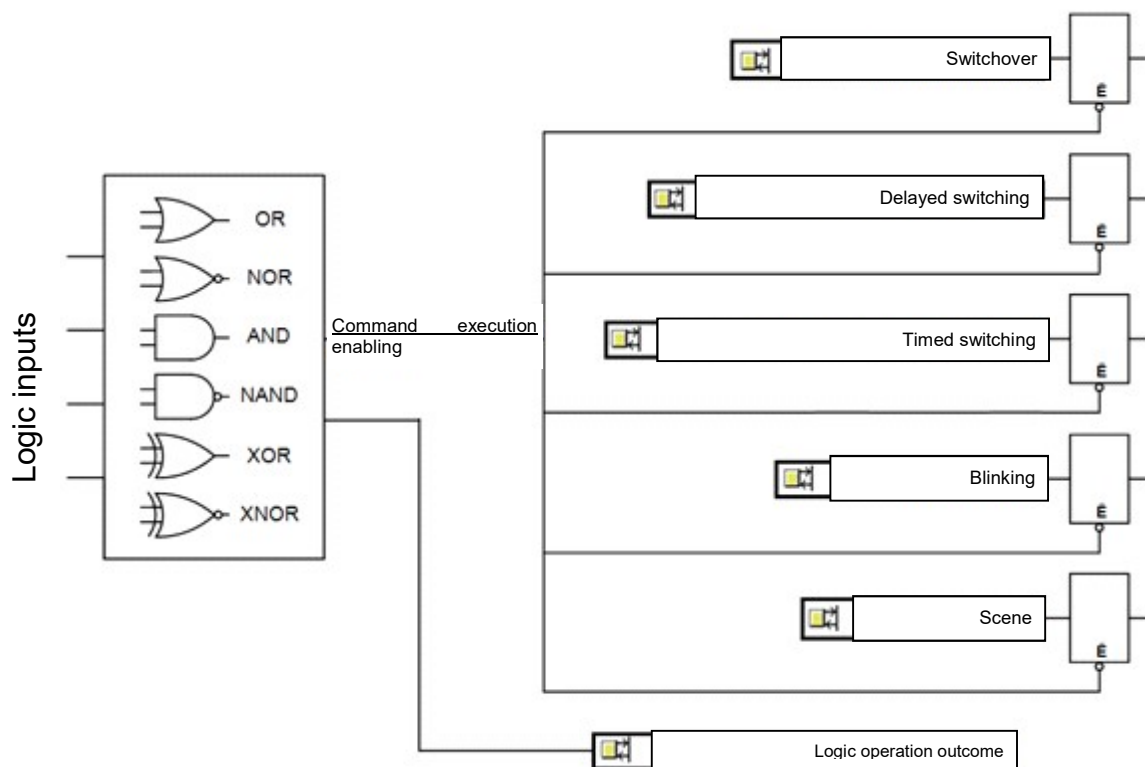 Switchover
E
Delayed switching
E
Logic inputs
OR
NOR
AND
NAND
XOR
XNOR
Command execution
enabling
Timed switching
E
Blinking
E
Scene
E
Logic operation outcome